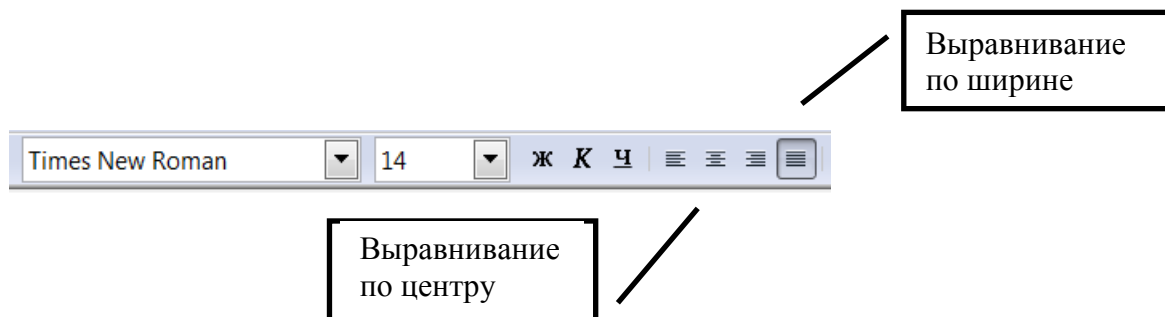 Выравнивание
по ширине
Times New Roman 14 Ж К Ч
Выравнивание
по центру